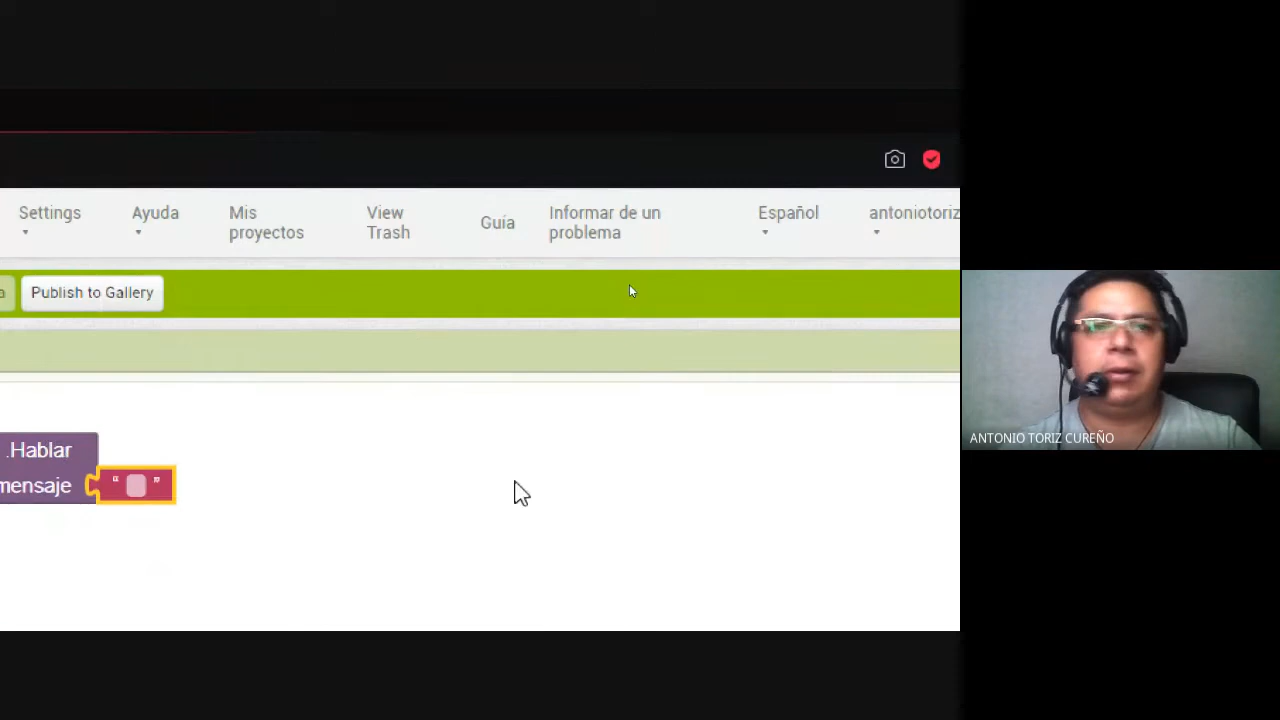 Settings
Ayuda
Mis
proyectos
View
Trash
Guía
Informar de un
problema
Español
antoniotoriz
a
Publish to Gallery
.Hablar
mensaje
“ ”
ANTONIO TORIZ CUREÑO